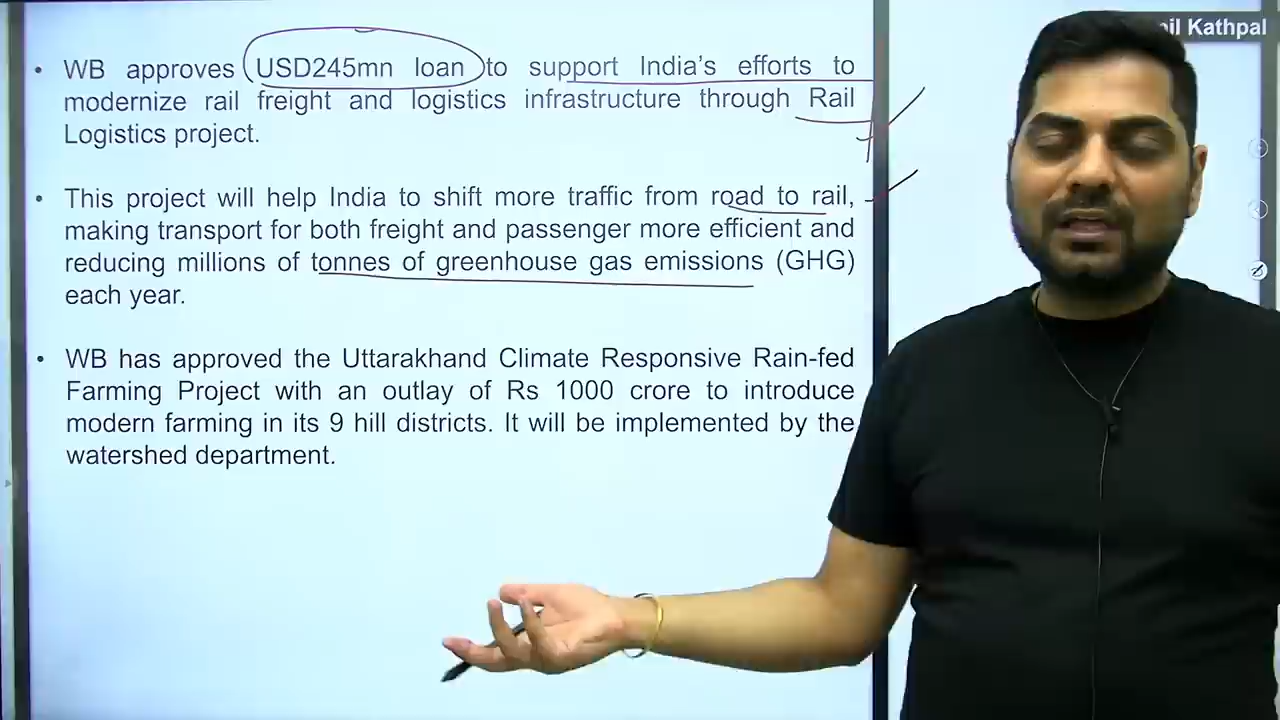 il Kathpal
• WB approves USD245mn loan to support India's efforts to
modernize rail freight and logistics infrastructure through Rail
Logistics project.
• This project will help India to shift more traffic from road to rail,
making transport for both freight and passenger more efficient and
reducing millions of tonnes of greenhouse gas emissions (GHG)
each year.
• WB has approved the Uttarakhand Climate Responsive Rain-fed
Farming Project with an outlay of Rs 1000 crore to introduce
modern farming in its 9 hill districts. It will be implemented by the
watershed department.